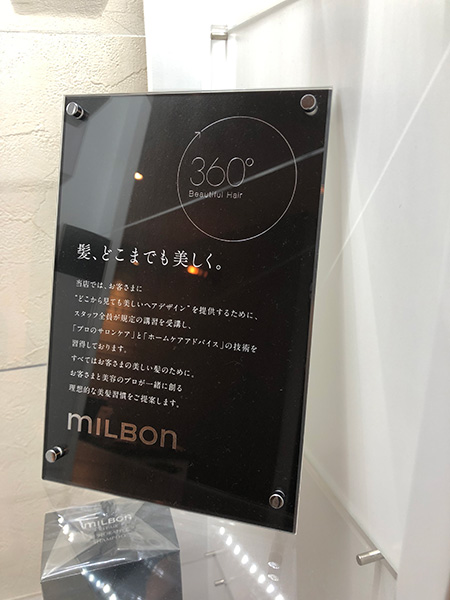 360°
Beautiful Hair
髪、どこまでも美しく。
当店では、お客さまに
“どこから見ても美しいヘアデザイン”を提供するために、
スタッフ全員が規定の講習を受講し、
「プロのサロンケア」と「ホームケアアドバイス」の技術を
習得しております。
すべてはお客さまの美しい髪のために。
お客さまと美容のプロが一緒に創る
理想的な美髪習慣をご提案します。
mILBON
mILBON